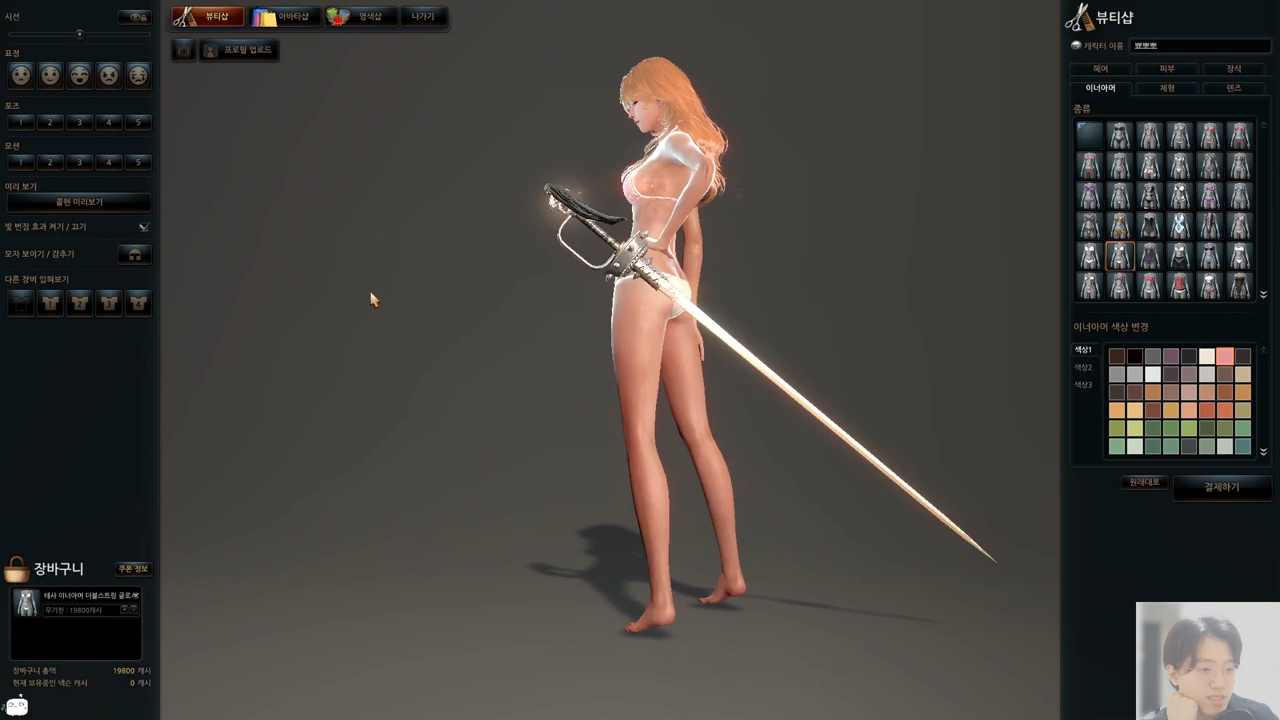 시선
표정
포즈
1 2 3 4 5
모션
1 2 3 4 5
미리 보기
콜렌 미리보기
빛 번짐 효과 켜기 / 끄기
모자 보이기 / 감추기
다른 장비 입혀보기
1 2 3 4
장바구니
쿠폰 정보
테사 이너아머 더블스트링 글로
무기한 : 19800캐시
장바구니 총액 19800 캐시
현재 보유중인 넥슨 캐시 0 캐시
뷰티샵 아바타샵 염색샵 나가기
프로필 업로드
뷰티샵
캐릭터 이름 뾰뾰뾰
헤어 피부 장식
이너아머 체형 렌즈
종류
이너아머 색상 변경
색상1
색상2
색상3
원래대로 결제하기